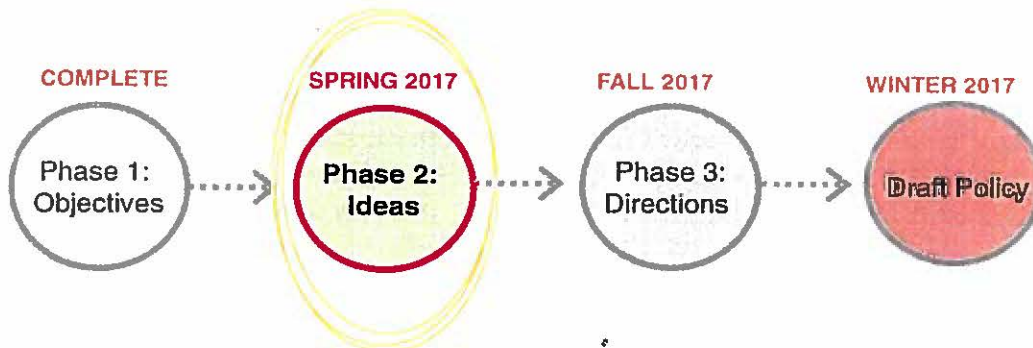 COMPLETE
Phase 1:
Objectives
SPRING 2017
Phase 2:
Ideas
FALL 2017
Phase 3:
Directions
WINTER 2017
Draft Policy